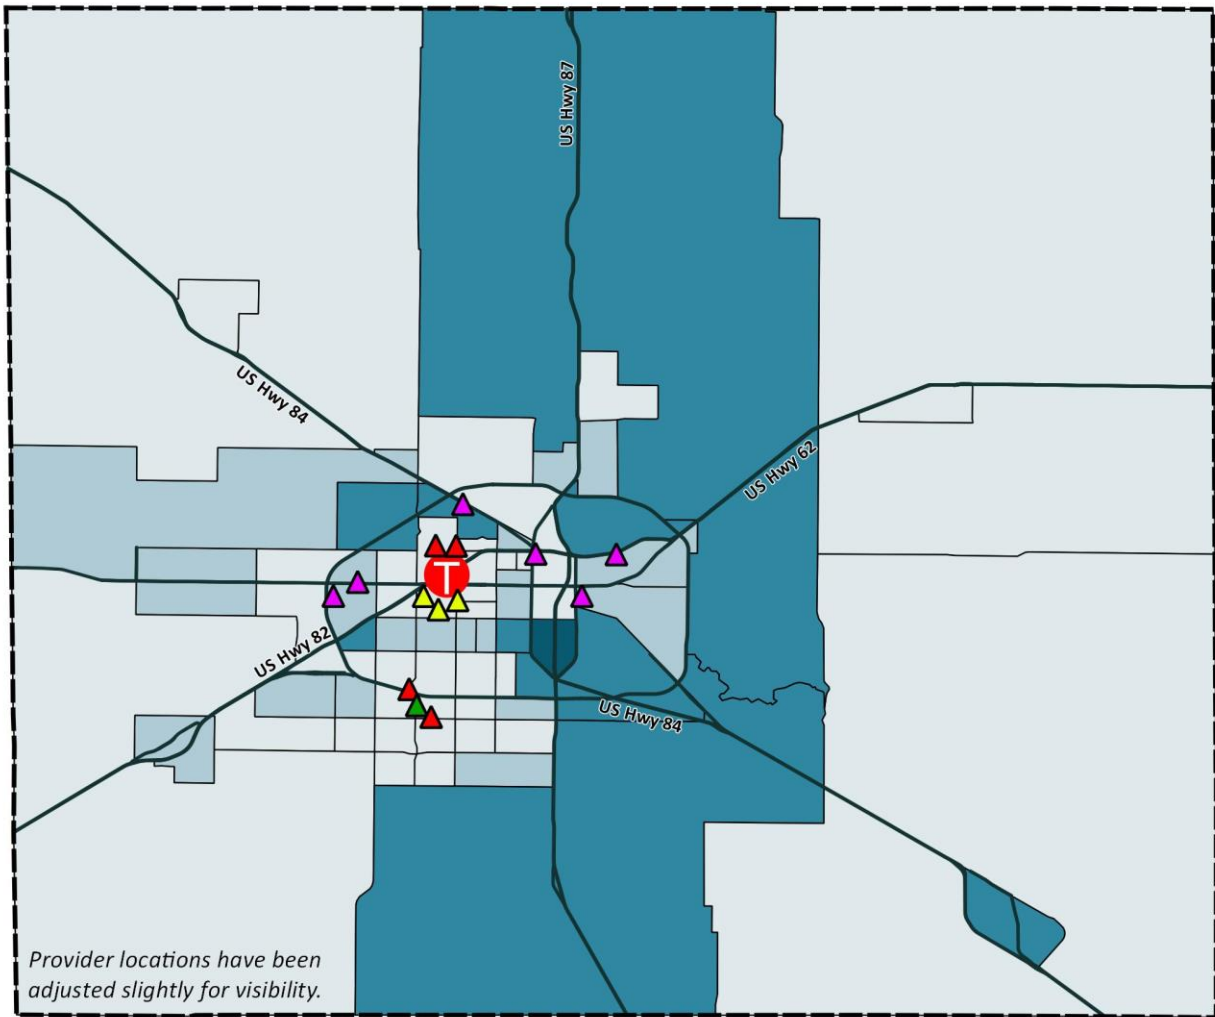 US Hwy 87
US Hwy 84
US Hwy 62
T
US Hwy 82
US Hwy 84
Provider locations have been
adjusted slightly for visibility.